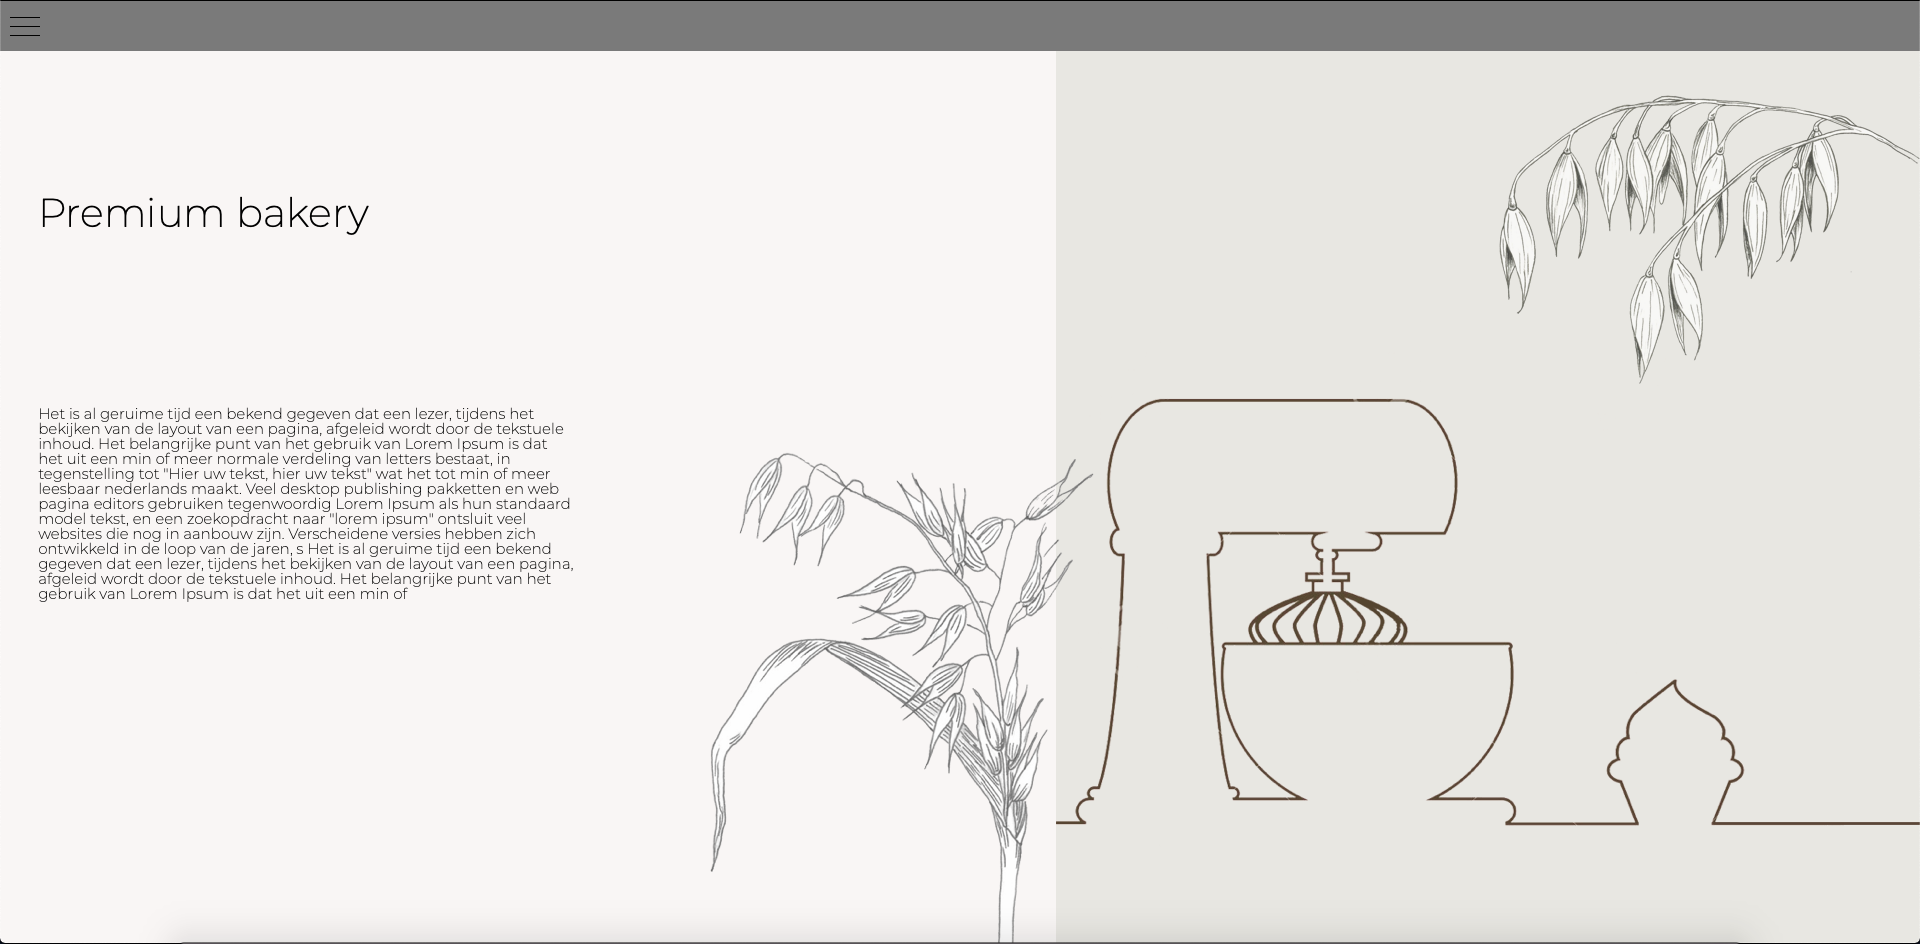 Premium bakery
Het is al geruime tijd een bekend gegeven dat een lezer, tijdens het
bekijken van de layout van een pagina, afgeleid wordt door de tekstuele
inhoud. Het belangrijke punt van het gebruik van Lorem Ipsum is dat
het uit een min of meer normale verdeling van letters bestaat, in
tegenstelling tot "Hier uw tekst, hier uw tekst" wat het tot min of meer
leesbaar nederlands maakt. Veel desktop publishing pakketten en web
pagina editors gebruiken tegenwoordig Lorem Ipsum als hun standaard
model tekst, en een zoekopdracht naar "lorem ipsum" ontsluit veel
websites die nog in aanbouw zijn. Verscheidene versies hebben zich
ontwikkeld in de loop van de jaren, s Het is al geruime tijd een bekend
gegeven dat een lezer, tijdens het bekijken van de layout van een pagina,
afgeleid wordt door de tekstuele inhoud. Het belangrijke punt van het
gebruik van Lorem Ipsum is dat het uit een min of